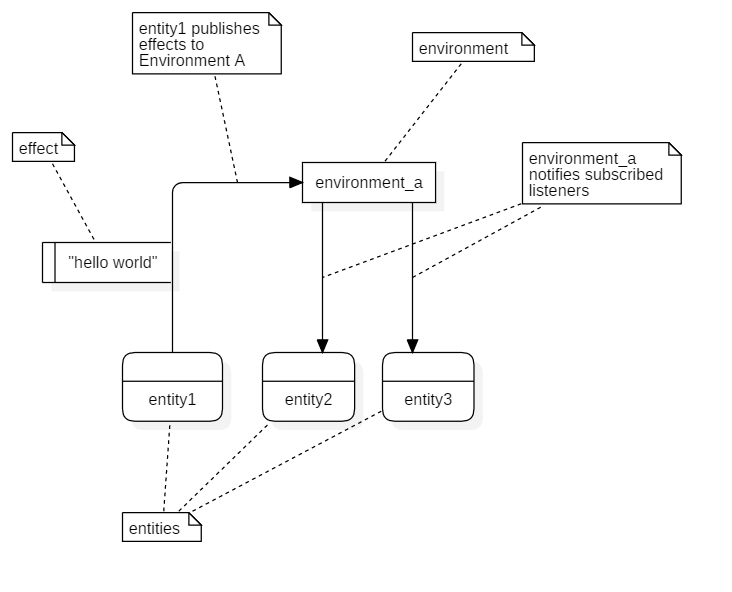 entity1 publishes
effects to
Environment A
environment
effect
environment_a
notifies subscribed
listeners
environment_a
"hello world"
entity1
entity2
entity3
entities